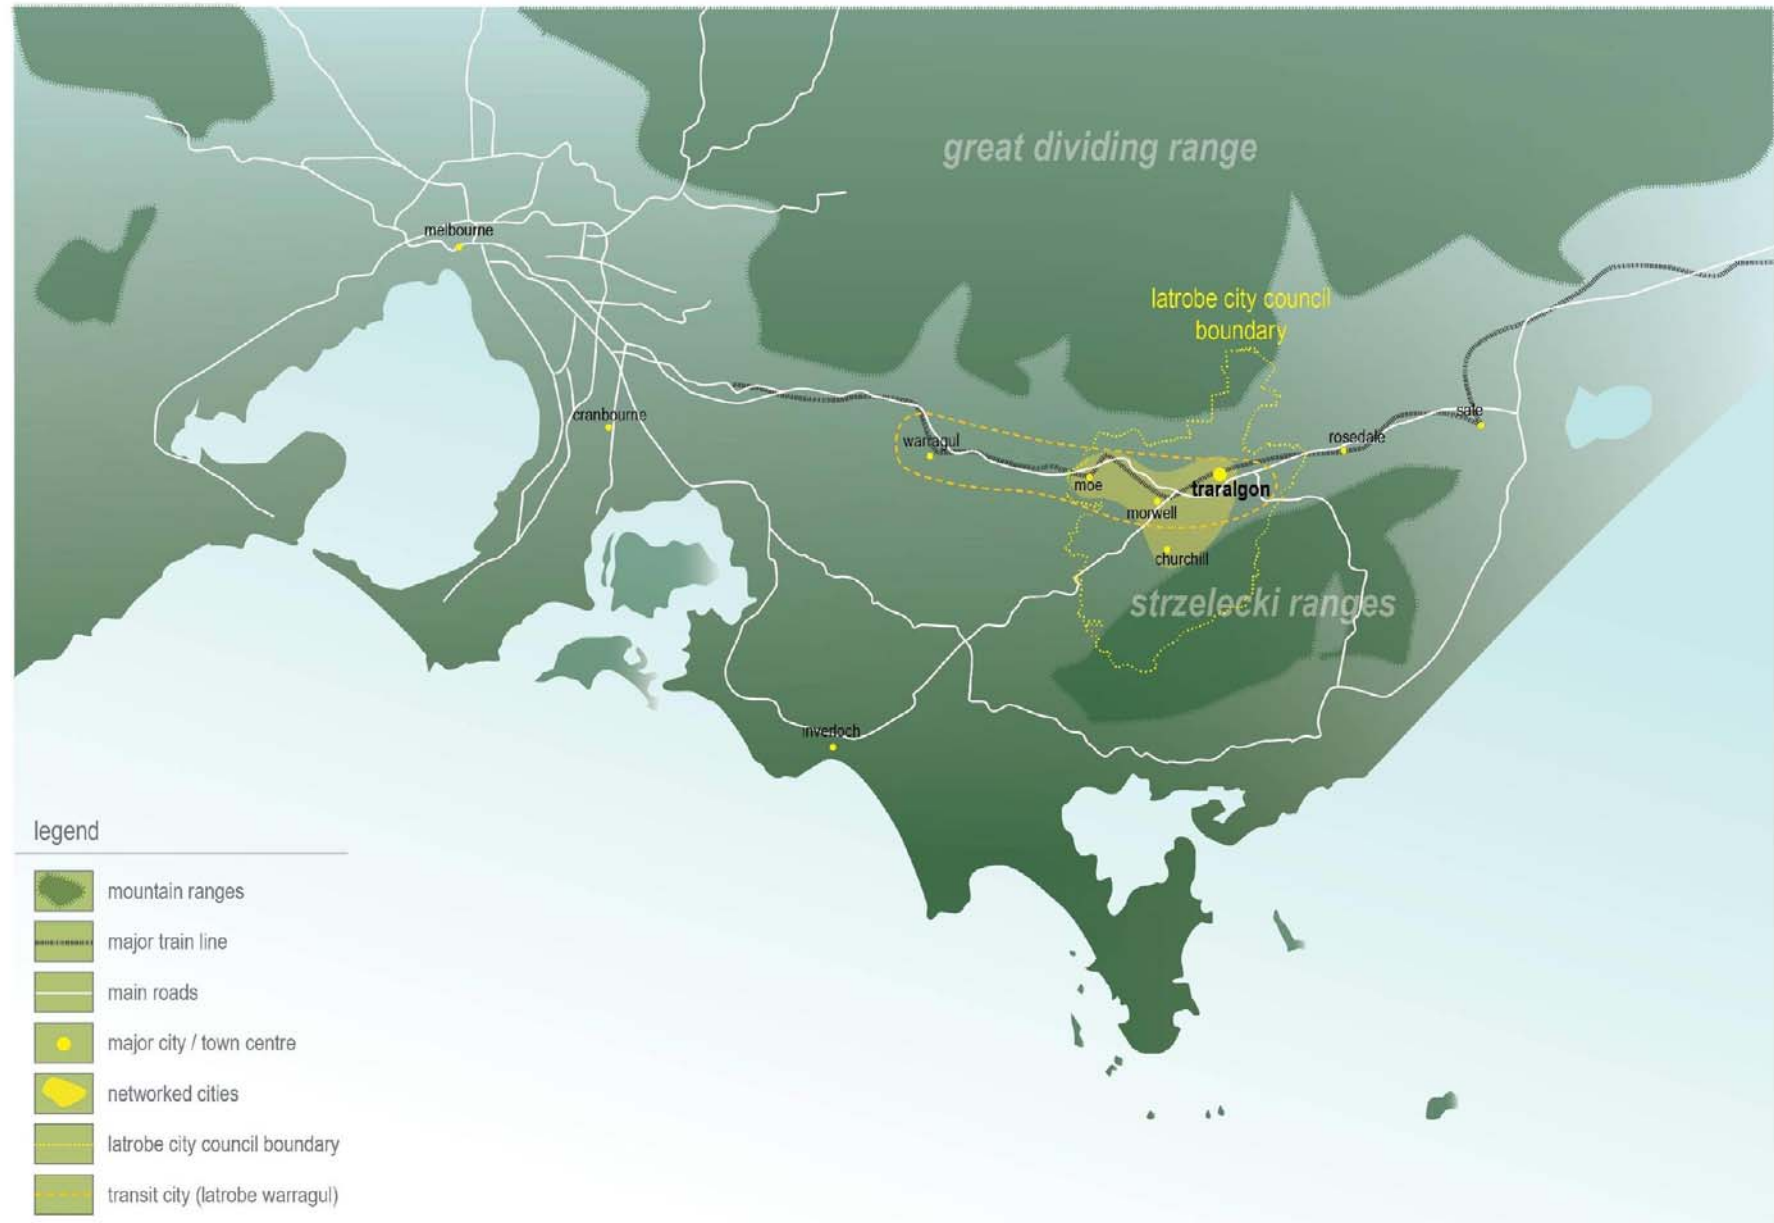 great dividing range
melbourne
latrobe city council
boundary
cranbourne
warragul
sale
rosedale
moe
traralgon
morwell
churchill
strzelecki ranges
inverloch
legend
mountain ranges
major train line
main roads
major city / town centre
networked cities
latrobe city council boundary
transit city (latrobe warragul)